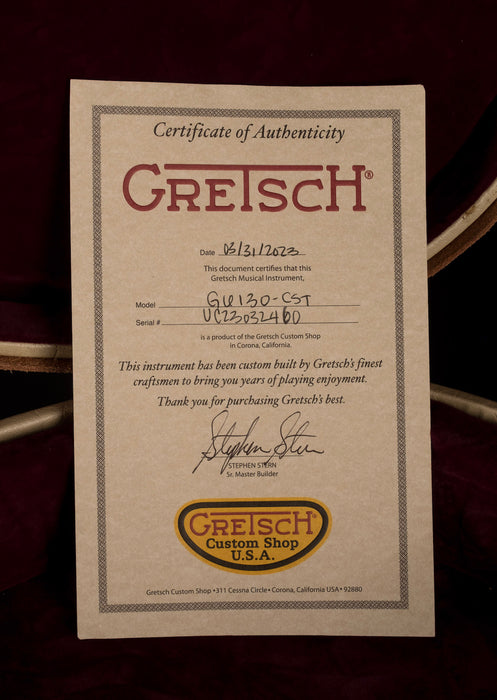 Certificate of Authenticity
GRETSCH®
Date 03/31/2023
This document certifies that this
Gretsch Musical Instrument,
Model G6130-CST
Serial # UC23032460
is a product of the Gretsch Custom Shop
in Corona, California.
This instrument has been custom built by Gretsch's finest
craftsmen to bring you years of playing enjoyment.
Thank you for purchasing Gretsch's best.
Stephen Stern
STEPHEN STERN
Sr. Master Builder
GRETSCH®
Custom Shop
U.S.A.
Gretsch Custom Shop • 311 Cessna Circle • Corona, California USA • 92880